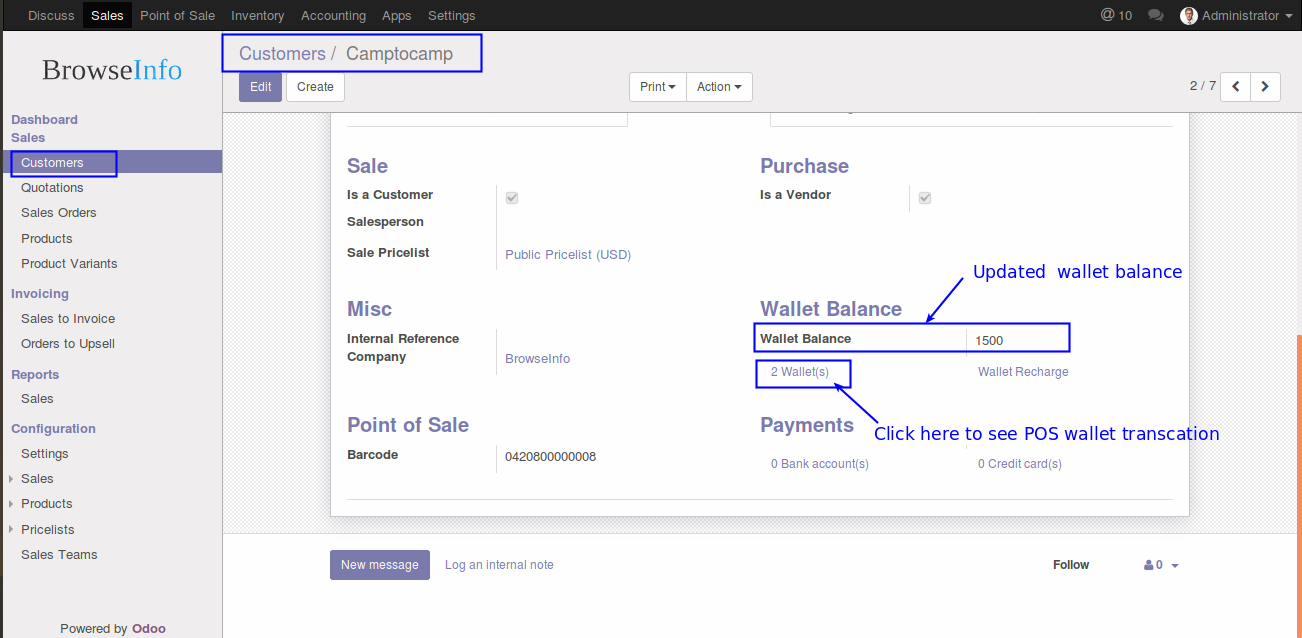 Discuss Sales Point of Sale Inventory Accounting Apps Settings @ 10 Administrator
BrowseInfo
Customers / Camptocamp
Edit Create Print Action 2 / 7
Dashboard
Sales
Customers
Quotations
Sales Orders
Products
Product Variants
Invoicing
Sales to Invoice
Orders to Upsell
Reports
Sales
Configuration
Settings
Sales
Products
Pricelists
Sales Teams
Powered by Odoo
Sale
Is a Customer
Salesperson
Sale Pricelist Public Pricelist (USD)
Purchase
Is a Vendor
Updated wallet balance
Misc
Internal Reference
Company BrowseInfo
Wallet Balance
Wallet Balance 1500
2 Wallet(s) Wallet Recharge
Click here to see POS wallet transcation
Point of Sale
Barcode 0420800000008
Payments
0 Bank account(s) 0 Credit card(s)
New message Log an internal note Follow 0